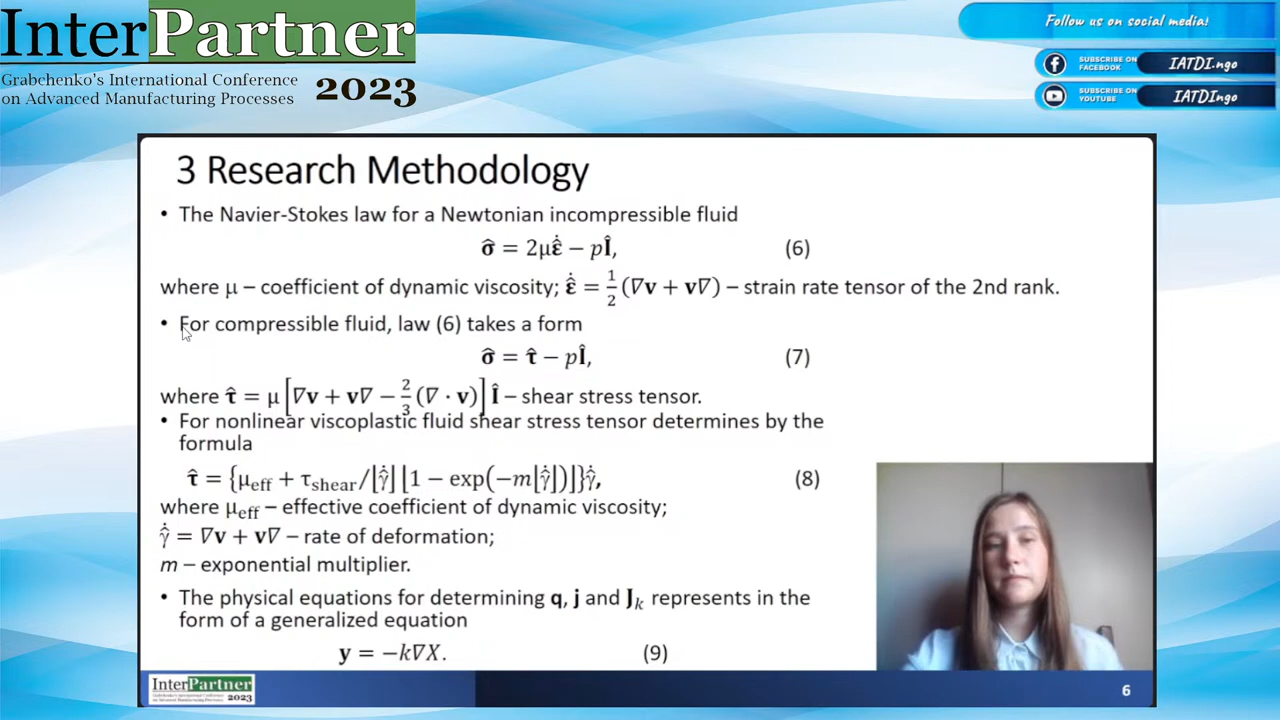 InterPartner
Grabchenko's International Conference
on Advanced Manufacturing Processes
2023
Follow us on social media!
SUBSCRIBE ON
FACEBOOK
IATDI.ngo
SUBSCRIBE ON
YOUTUBE
IATDIngo
3 Research Methodology
• The Navier-Stokes law for a Newtonian incompressible fluid
σ̂ = 2με̂̇ − pÎ, (6)
where μ – coefficient of dynamic viscosity; ε̂̇ = 1/2 (∇v + v∇) – strain rate tensor of the 2nd rank.
• For compressible fluid, law (6) takes a form
σ̂ = τ̂ − pÎ, (7)
where τ̂ = μ [∇v + v∇ − 2/3 (∇ · v)] Î – shear stress tensor.
• For nonlinear viscoplastic fluid shear stress tensor determines by the
formula
τ̂ = {μ_eff + τ_shear/|γ̂̇| [1 − exp(−m|γ̂̇|)]}γ̂̇, (8)
where μ_eff – effective coefficient of dynamic viscosity;
γ̂̇ = ∇v + v∇ – rate of deformation;
m – exponential multiplier.
• The physical equations for determining q, j and J_k represents in the
form of a generalized equation
y = −k∇X. (9)
InterPartner
2023
6